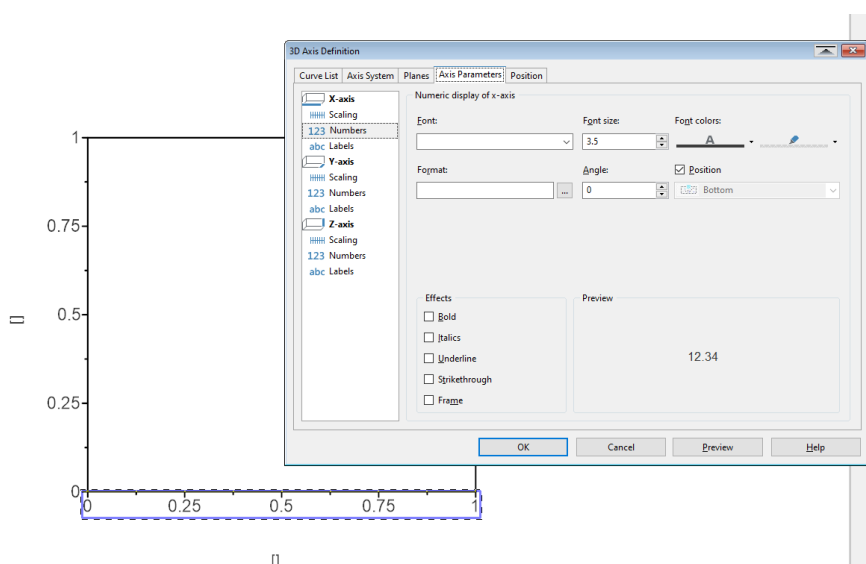 3D Axis Definition
Curve List Axis System Planes Axis Parameters Position
X-axis
Scaling
123 Numbers
abc Labels
Y-axis
Scaling
123 Numbers
abc Labels
Z-axis
Scaling
123 Numbers
abc Labels
Numeric display of x-axis
Font: Font size: Font colors:
3.5 A
Format: Angle: Position
... 0 Bottom
Effects
Bold
Italics
Underline
Strikethrough
Frame
Preview
12.34
OK Cancel Preview Help
1
0.75
0.5
0.25
0
0 0.25 0.5 0.75 1
[]
[]